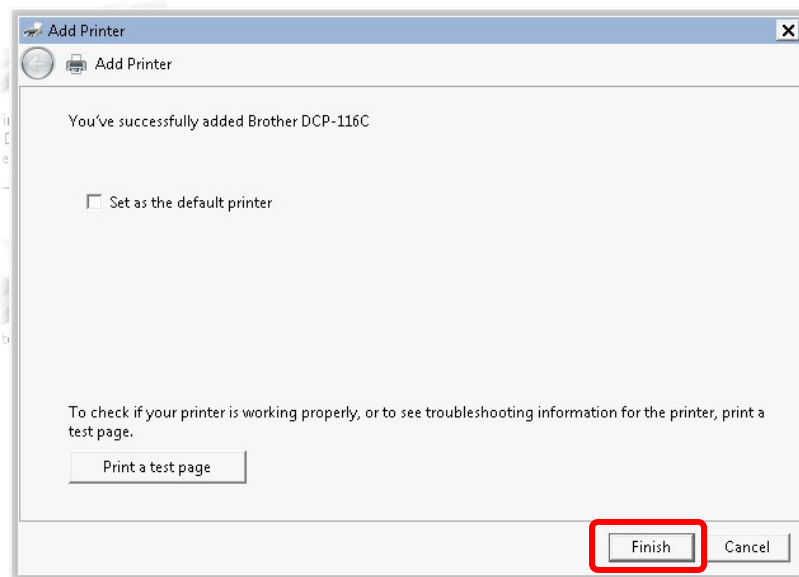 Add Printer
Add Printer
You've successfully added Brother DCP-116C
Set as the default printer
To check if your printer is working properly, or to see troubleshooting information for the printer, print a
test page.
Print a test page
Finish Cancel